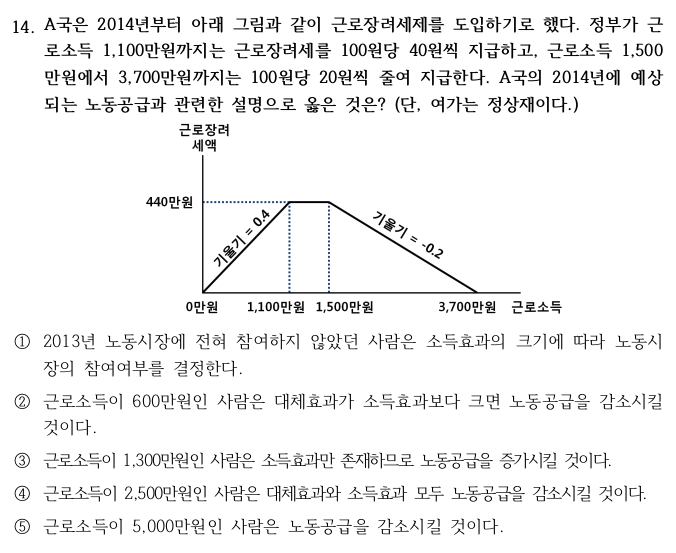 14. A국은 2014년부터 아래 그림과 같이 근로장려세제를 도입하기로 했다. 정부가 근
로소득 1,100만원까지는 근로장려세를 100원당 40원씩 지급하고, 근로소득 1,500
만원에서 3,700만원까지는 100원당 20원씩 줄여 지급한다. A국의 2014년에 예상
되는 노동공급과 관련한 설명으로 옳은 것은? (단, 여가는 정상재이다.)
근로장려
세액
440만원
기울기 = 0.4
기울기 = -0.2
0만원 1,100만원 1,500만원 3,700만원 근로소득
① 2013년 노동시장에 전혀 참여하지 않았던 사람은 소득효과의 크기에 따라 노동시
장의 참여여부를 결정한다.
② 근로소득이 600만원인 사람은 대체효과가 소득효과보다 크면 노동공급을 감소시킬
것이다.
③ 근로소득이 1,300만원인 사람은 소득효과만 존재하므로 노동공급을 증가시킬 것이다.
④ 근로소득이 2,500만원인 사람은 대체효과와 소득효과 모두 노동공급을 감소시킬 것이다.
⑤ 근로소득이 5,000만원인 사람은 노동공급을 감소시킬 것이다.